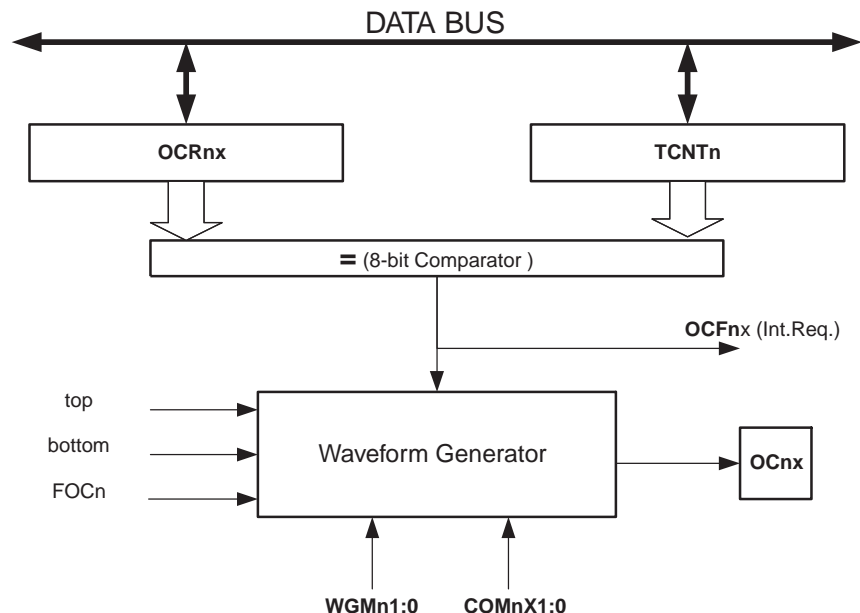 DATA BUS
OCRnx
TCNTn
= (8-bit Comparator )
OCFnx (Int.Req.)
top
bottom
FOCn
Waveform Generator
OCnx
WGMn1:0
COMnX1:0